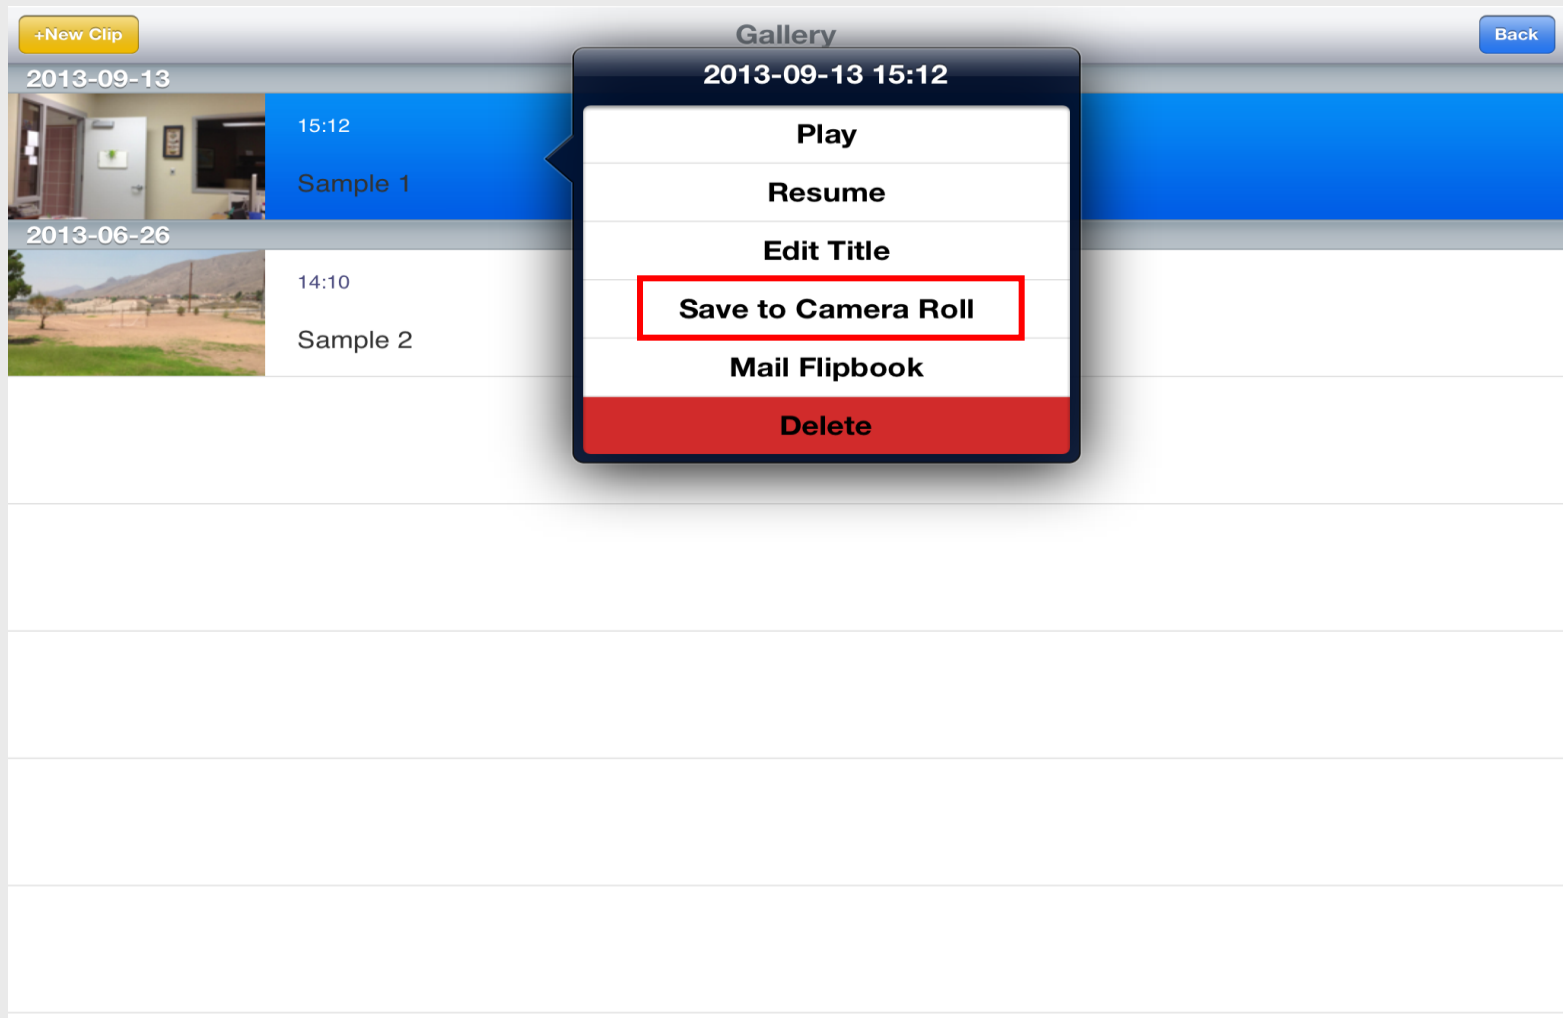 +New Clip
Gallery
Back
2013-09-13
15:12
Sample 1
2013-06-26
14:10
Sample 2
2013-09-13 15:12
Play
Resume
Edit Title
Save to Camera Roll
Mail Flipbook
Delete